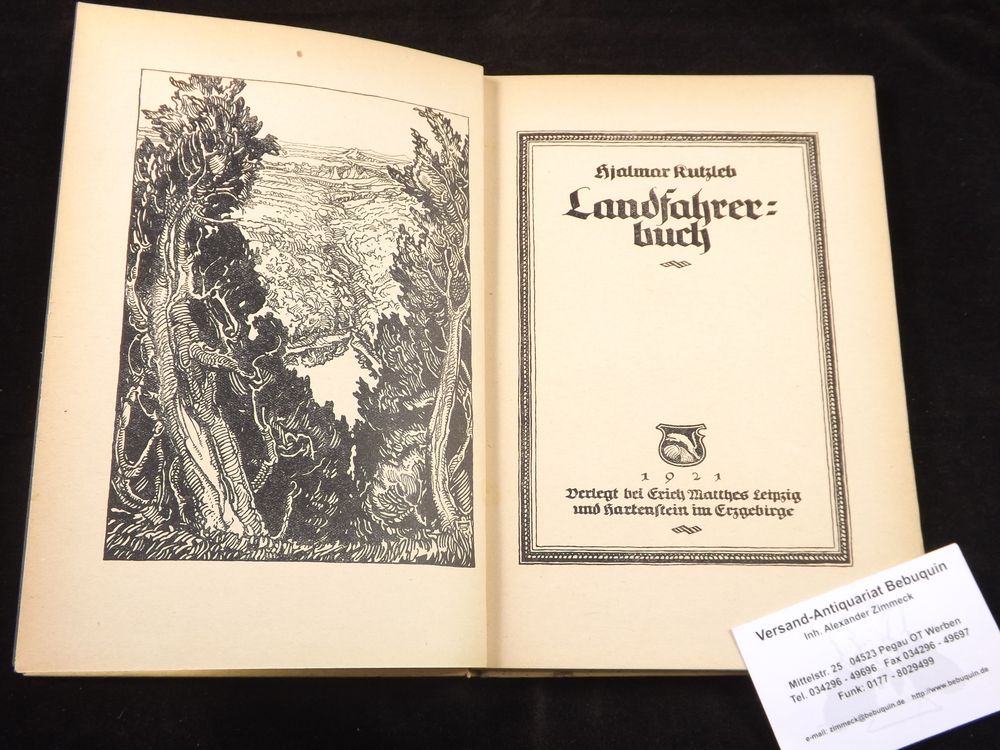 Hjalmar Kutzleb
Landfahrer=
buch
1921
Verlegt bei Erich Matthes Leipzig
und Hartenstein im Erzgebirge
Versand-Antiquariat Bebuquin
Inh. Alexander Zimmeck
Mittelstr. 25 04523 Pegau OT Werben
Tel. 034296 - 49696 Fax 034296 - 49697
Funk: 0177 - 8029499
e-mail: zimmeck@bebuquin.de http://www.bebuquin.de